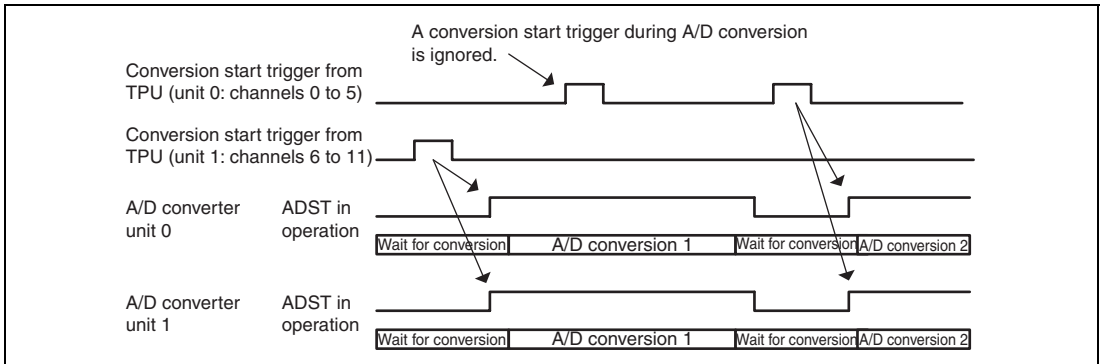 A conversion start trigger during A/D conversion
is ignored.
Conversion start trigger from
TPU (unit 0: channels 0 to 5)
Conversion start trigger from
TPU (unit 1: channels 6 to 11)
A/D converter
unit 0
ADST in
operation
Wait for conversion A/D conversion 1 Wait for conversion A/D conversion 2
A/D converter
unit 1
ADST in
operation
Wait for conversion A/D conversion 1 Wait for conversion A/D conversion 2